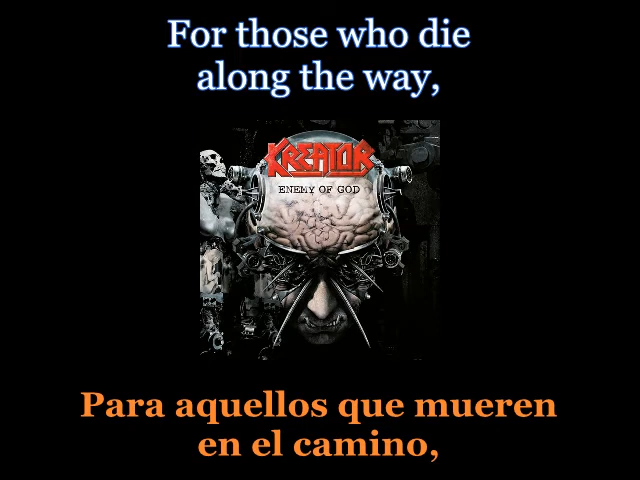 For those who die
along the way,
KREATOR
ENEMY OF GOD
Para aquellos que mueren
en el camino,